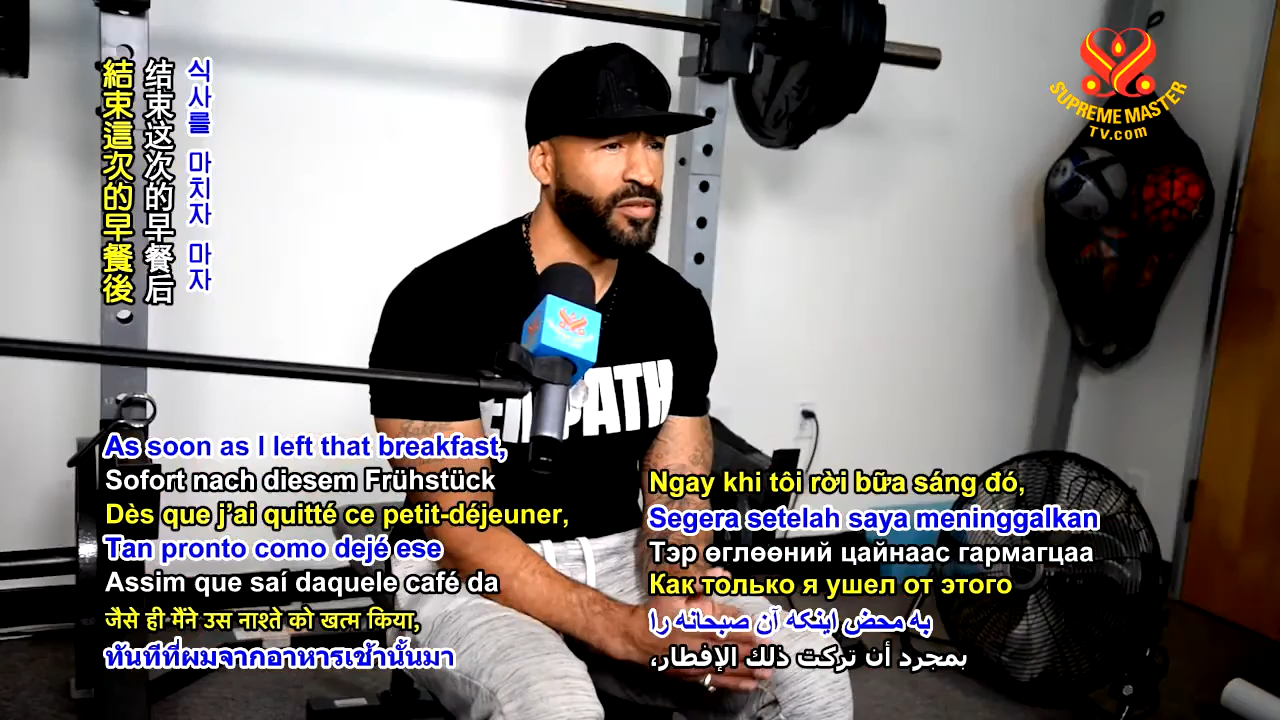 結束這次的早餐後
结束这次的早餐后
식사를 마치자 마자
SUPREME MASTER
TV.com
EMPATH
As soon as I left that breakfast,
Sofort nach diesem Frühstück
Dès que j'ai quitté ce petit-déjeuner,
Tan pronto como dejé ese
Assim que saí daquele café da
जैसे ही मैंने उस नाश्ते को खत्म किया,
ทันทีที่ผมจากอาหารเช้านั้นมา
Ngay khi tôi rời bữa sáng đó,
Segera setelah saya meninggalkan
Тэр өглөөний цайнаас гармагцаа
Как только я ушел от этого
به محض اینکه آن صبحانه را
بمجرد أن تركت ذلك الإفطار،